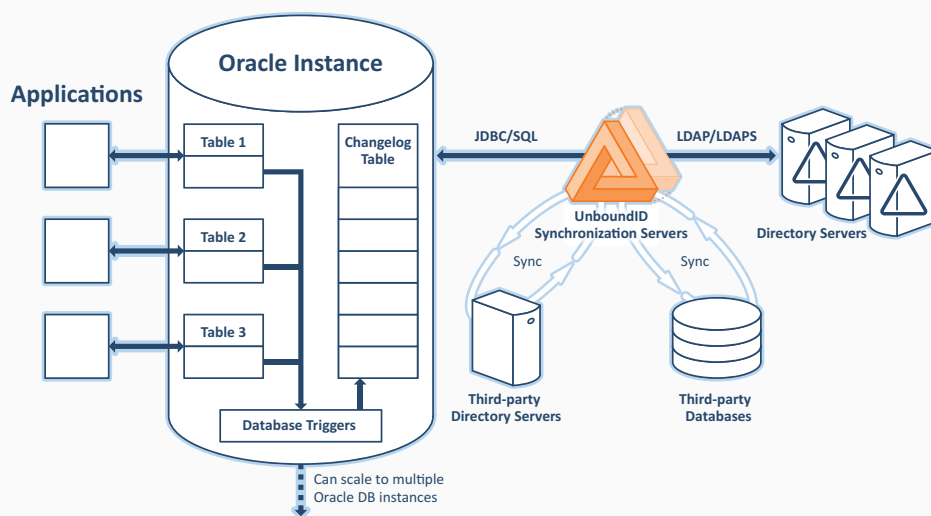 Oracle Instance
Applications
Table 1
Table 2
Table 3
Changelog
Table
Database Triggers
Can scale to multiple
Oracle DB instances
JDBC/SQL
LDAP/LDAPS
UnboundID
Synchronization Servers
Directory Servers
Sync
Sync
Third-party
Directory Servers
Third-party
Databases